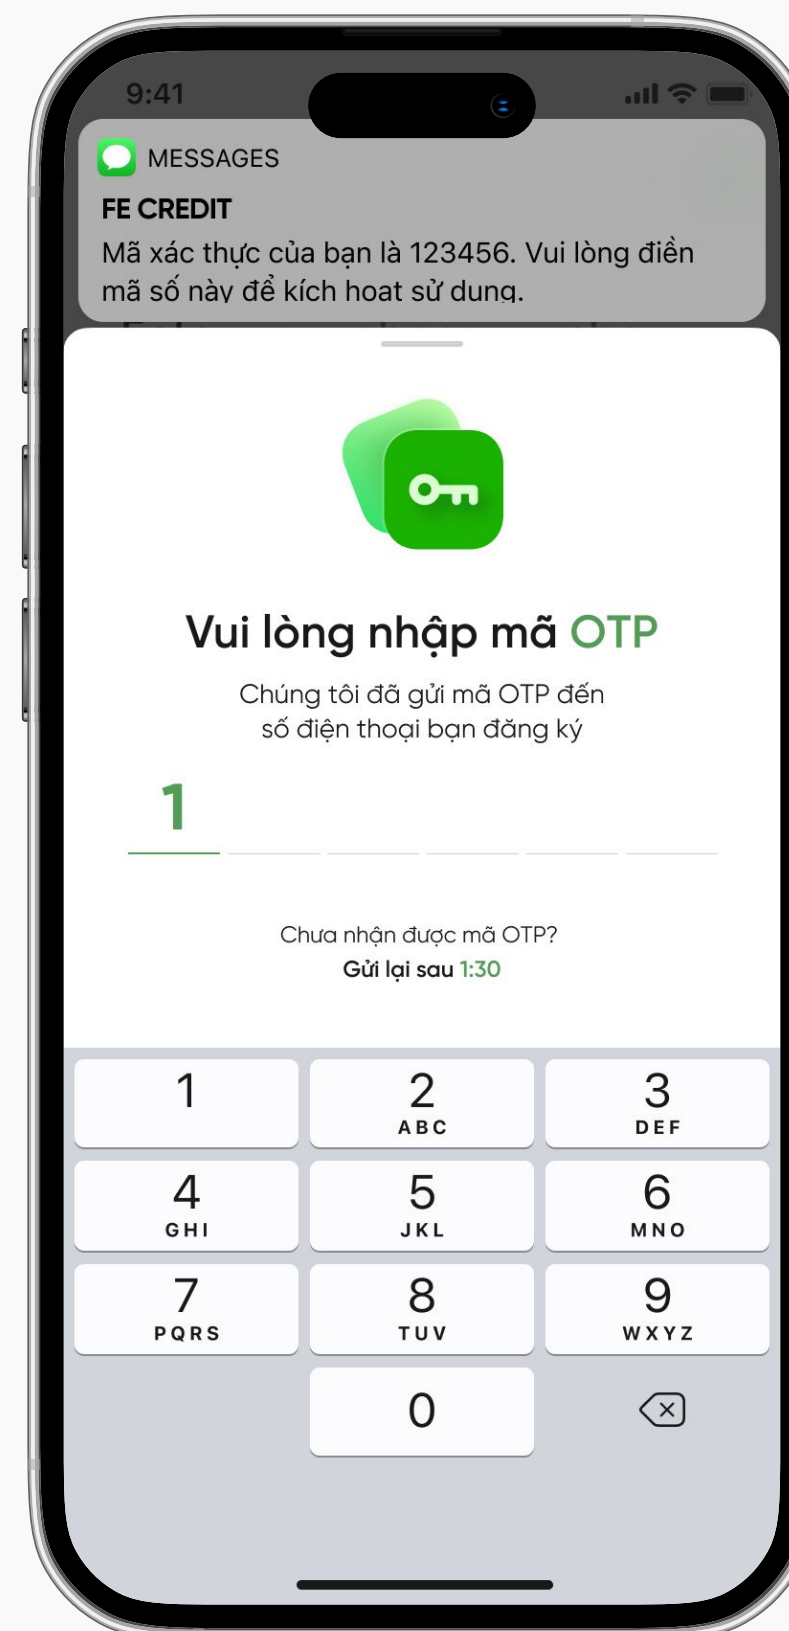 9:41
MESSAGES
FE CREDIT
Mã xác thực của bạn là 123456. Vui lòng điền
mã số này để kích hoạt sử dụng.
Vui lòng nhập mã OTP
Chúng tôi đã gửi mã OTP đến
số điện thoại bạn đăng ký
1
Chưa nhận được mã OTP?
Gửi lại sau 1:30
1
2
3
ABC
DEF
4
5
6
GHI
JKL
MNO
7
8
9
PQRS
TUV
WXYZ
0